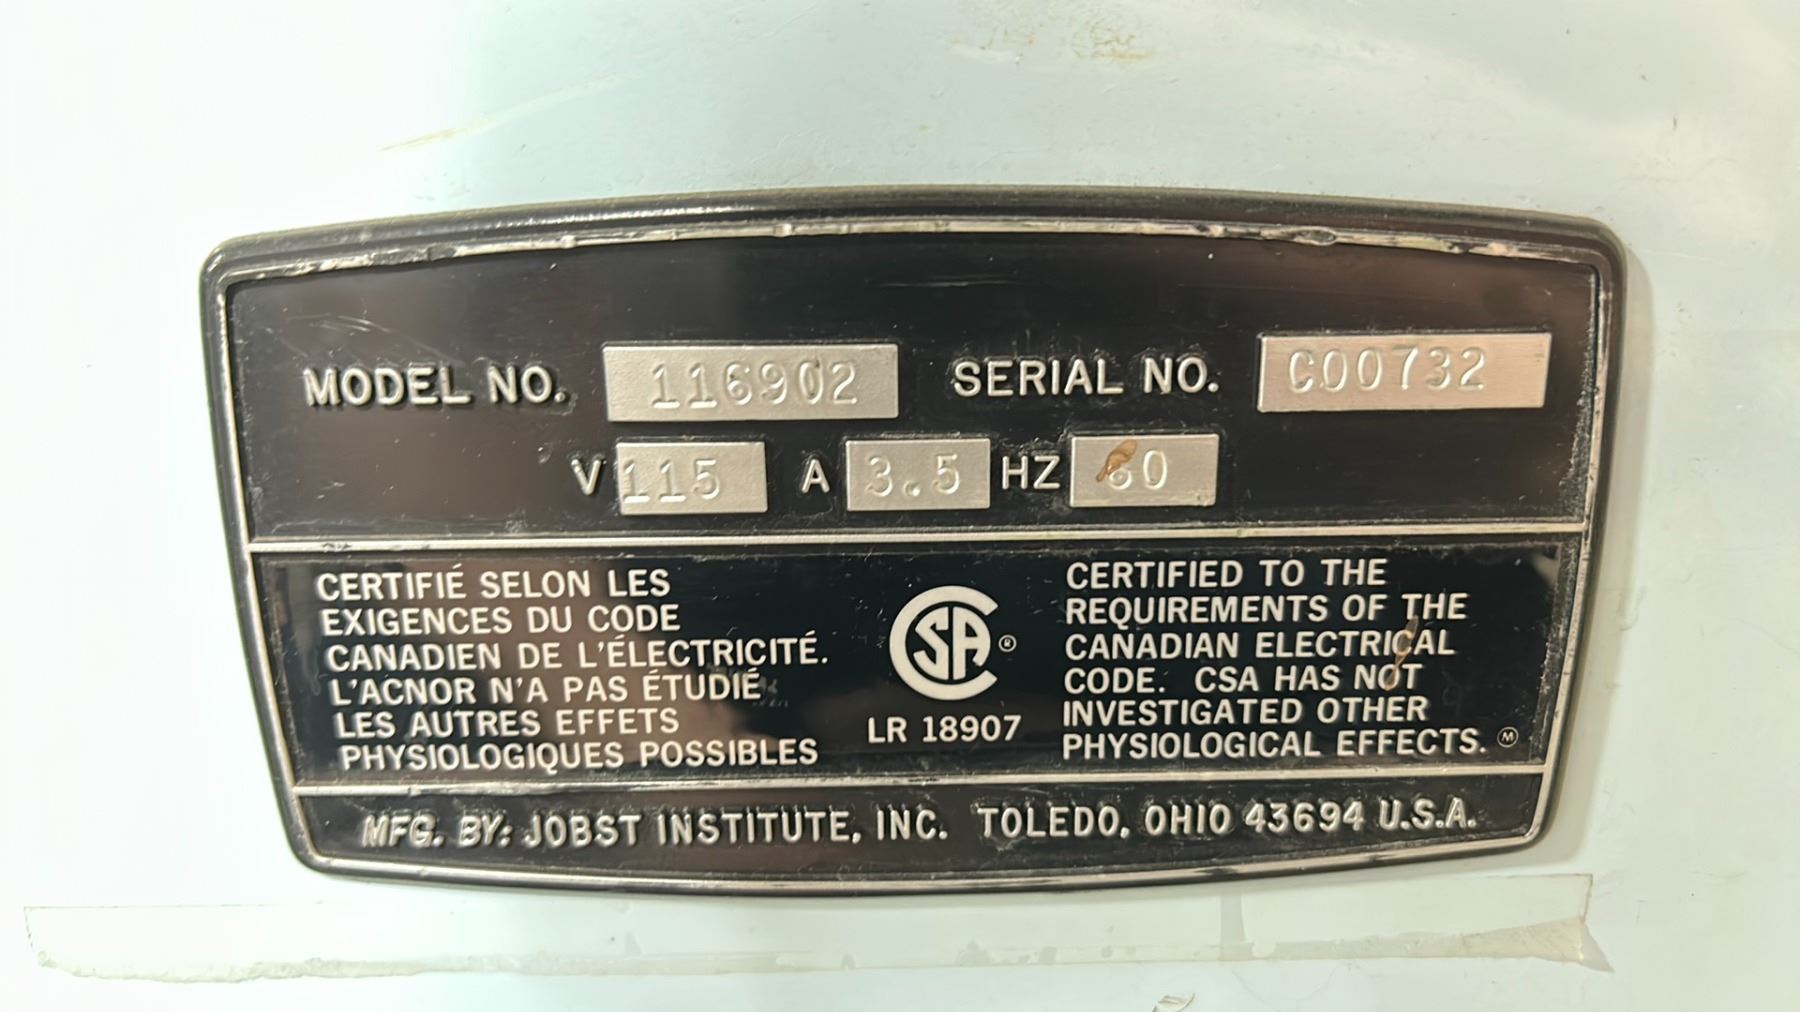 MODEL NO. 116902 SERIAL NO. C00732
V 115 A 3.5 HZ 60
CERTIFIÉ SELON LES
EXIGENCES DU CODE
CANADIEN DE L'ÉLECTRICITÉ.
L'ACNOR N'A PAS ÉTUDIÉ
LES AUTRES EFFETS
PHYSIOLOGIQUES POSSIBLES
CSA ®
LR 18907
CERTIFIED TO THE
REQUIREMENTS OF THE
CANADIAN ELECTRICAL
CODE. CSA HAS NOT
INVESTIGATED OTHER
PHYSIOLOGICAL EFFECTS. Ⓜ
MFG. BY: JOBST INSTITUTE, INC. TOLEDO, OHIO 43694 U.S.A.